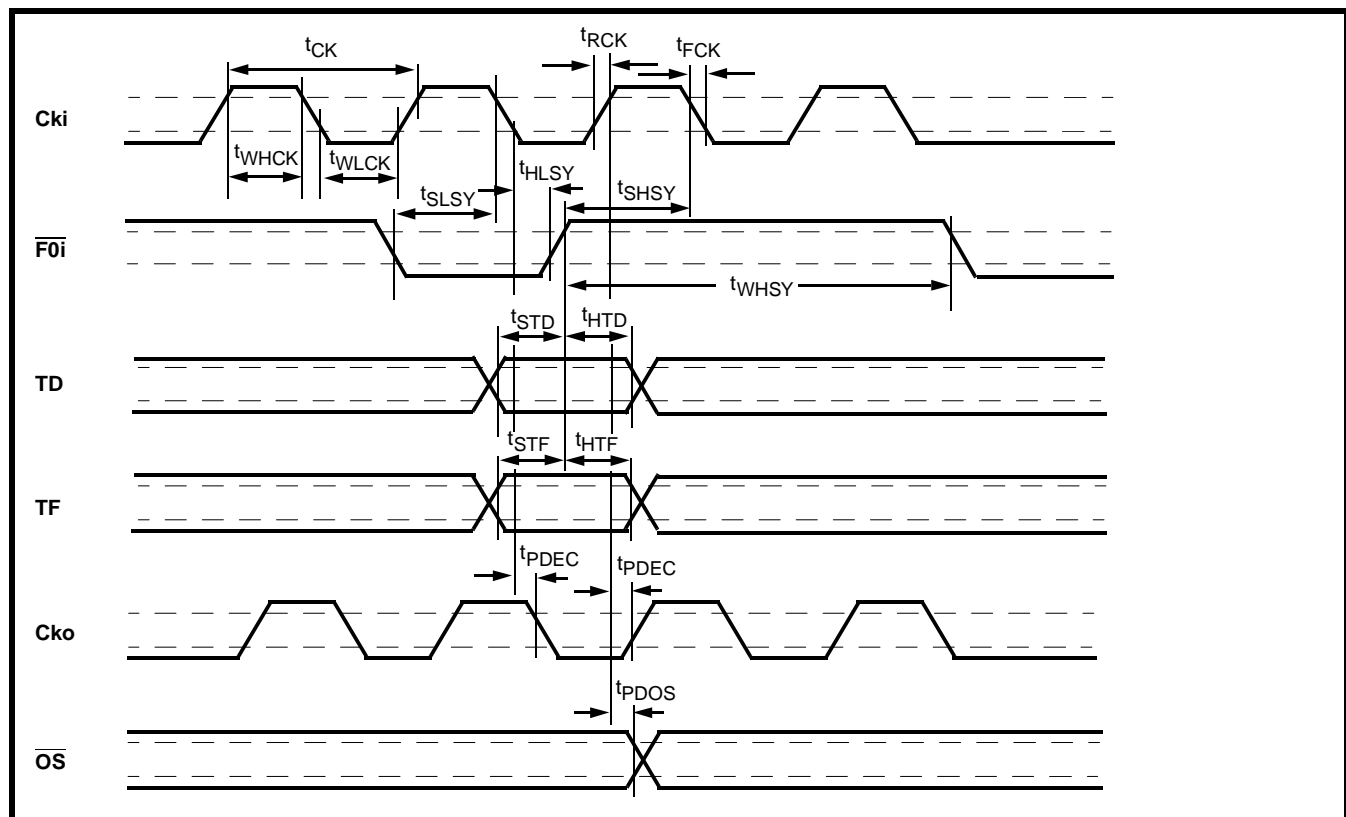 tCK
tRCK
tFCK
Cki
tWHCK
tWLCK
tHLSY
tSLSY
tSHSY
F0i
tWHSY
tSTD
tHTD
TD
tSTF
tHTF
TF
tPDEC
tPDEC
Cko
tPDOS
OS